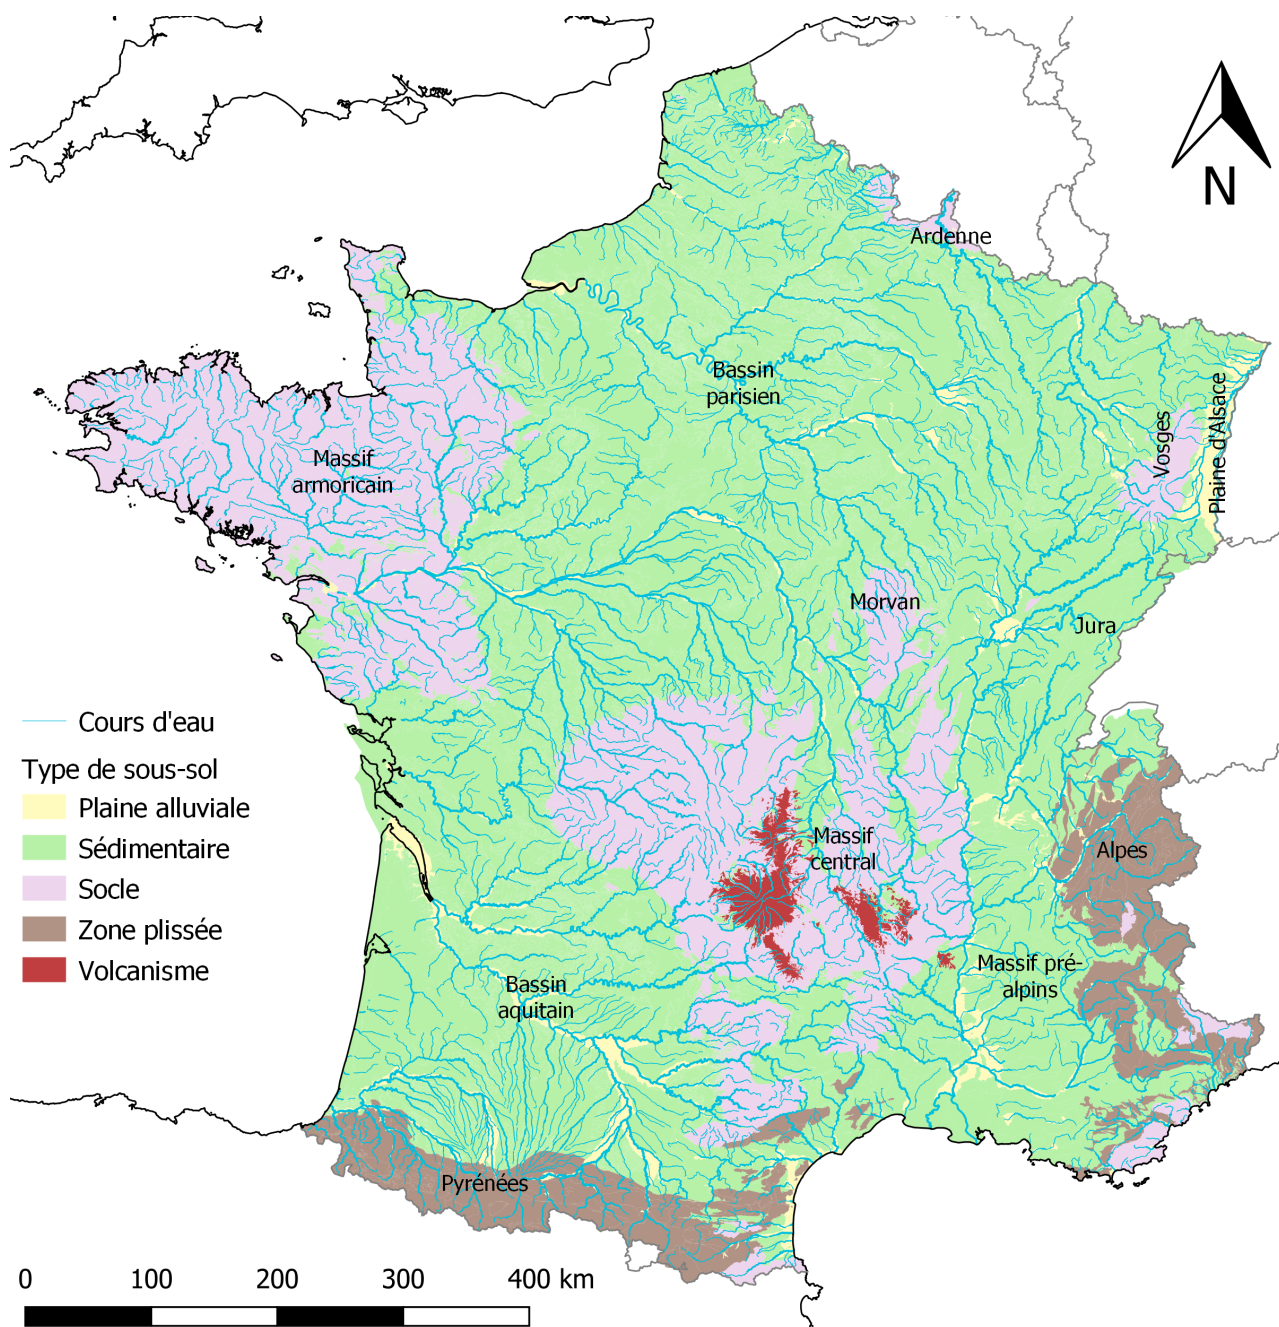 N
Ardenne
Bassin
parisien
Plaine d'Alsace
Vosges
Massif
armoricain
Morvan
Jura
Cours d'eau
Type de sous-sol
Plaine alluviale
Sédimentaire
Socle
Zone plissée
Volcanisme
Massif
central
Alpes
Massif pré-
alpins
Bassin
aquitain
Pyrénées
0 100 200 300 400 km